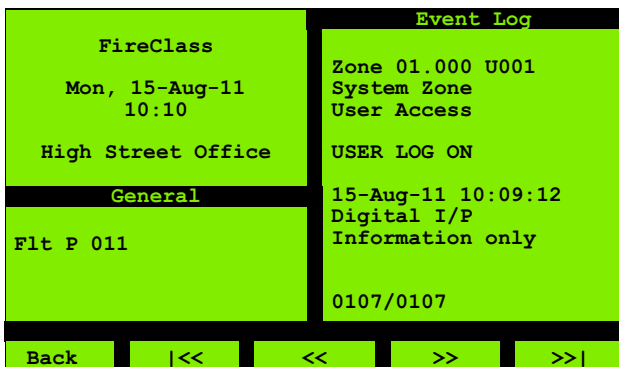 FireClass
Mon, 15-Aug-11
10:10
High Street Office
General
Flt P 011
Event Log
Zone 01.000 U001
System Zone
User Access
USER LOG ON
15-Aug-11 10:09:12
Digital I/P
Information only
0107/0107
Back |<< << >> >>|